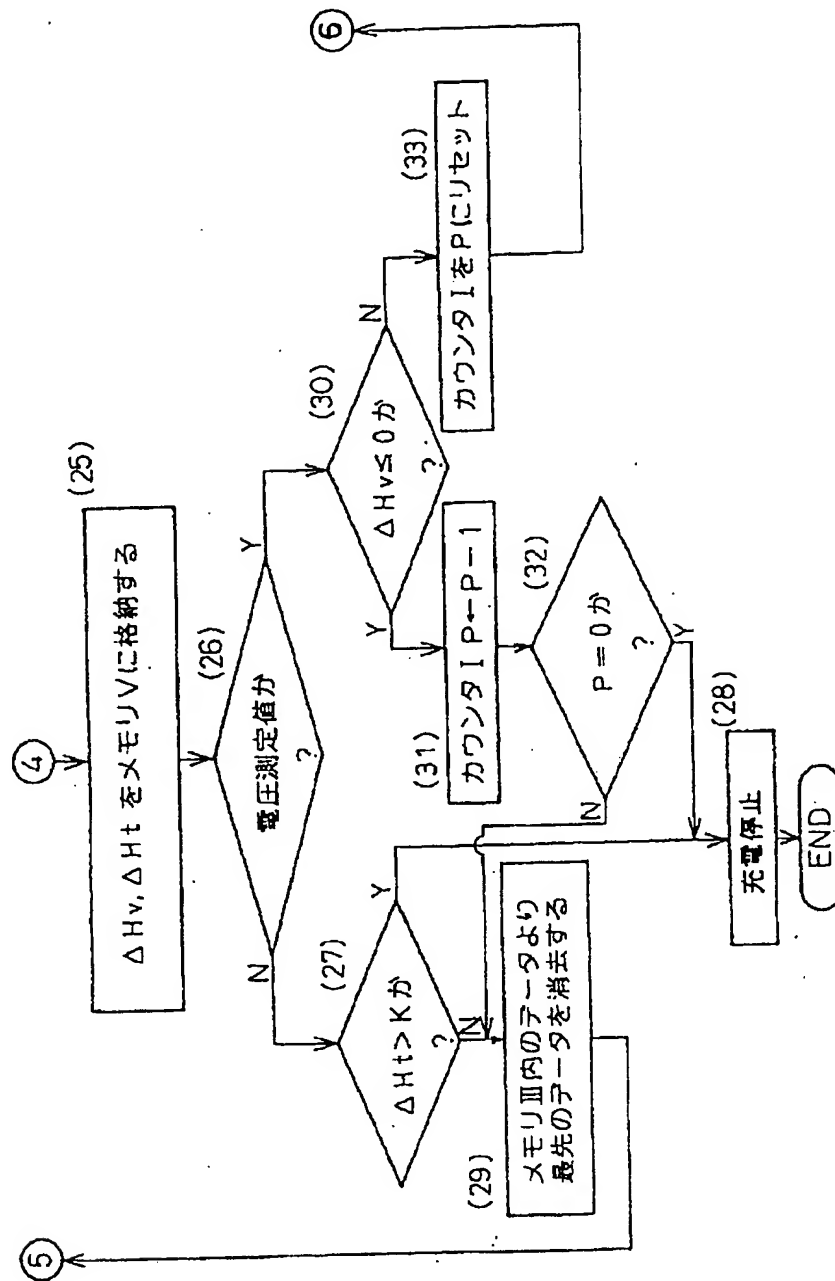 ④
(25)
ΔHv, ΔHt をメモリVに格納する
(26)
電圧測定値か
?
N
Y
(27)
ΔHt>Kか
?
Y
N
(30)
ΔHv≦0か
?
Y
N
(31)
カウンタI P←P−1
(33)
カウンタIをPにリセット
⑥
(32)
P=0か
?
N
Y
(29)
メモリⅢ内のデータより
最先のデータを消去する
⑤
(28)
充電停止
END